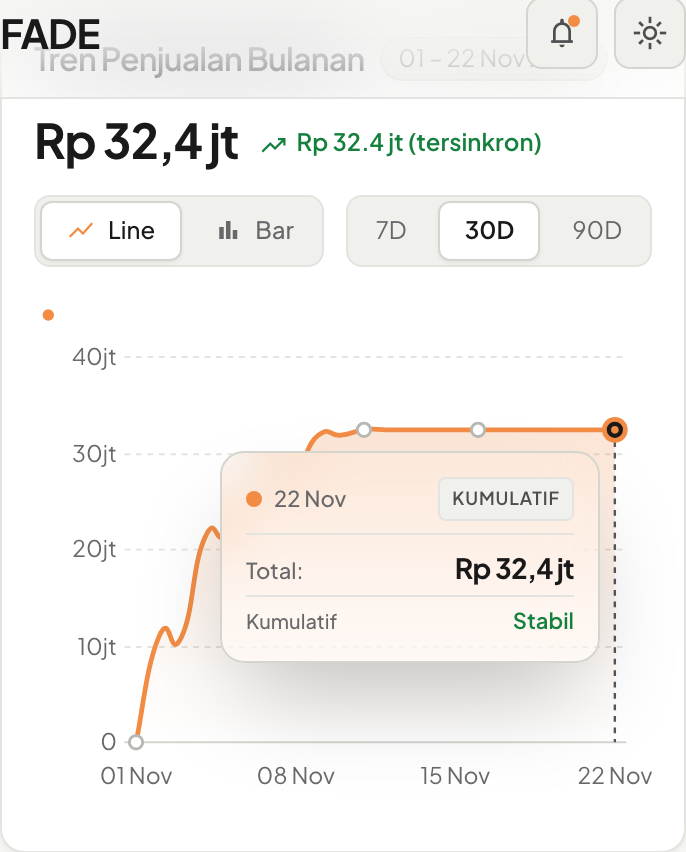 FADE
Tren Penjualan Bulanan 01 – 22 Nov
Rp 32,4 jt Rp 32.4 jt (tersinkron)
Line Bar 7D 30D 90D
40jt
30jt
22 Nov KUMULATIF
20jt
Total: Rp 32,4 jt
Kumulatif Stabil
10jt
0
01 Nov 08 Nov 15 Nov 22 Nov